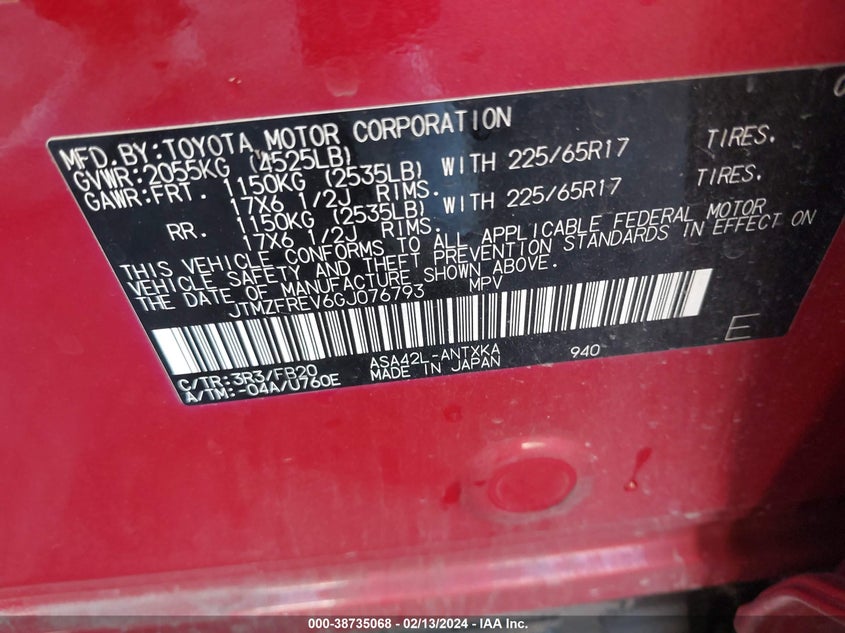 MFD.BY:TOYOTA MOTOR CORPORATION
GVWR:2055KG (4525LB)
GAWR:FRT. 1150KG (2535LB) WITH 225/65R17 TIRES.
17X6 1/2J RIMS.
RR. 1150KG (2535LB) WITH 225/65R17 TIRES.
17X6 1/2J RIMS.
THIS VEHICLE CONFORMS TO ALL APPLICABLE FEDERAL MOTOR
VEHICLE SAFETY AND THEFT PREVENTION STANDARDS IN EFFECT ON
THE DATE OF MANUFACTURE SHOWN ABOVE.
JTMZFREV6GJ076793 MPV
E
C/TR:3R3/FB20 ASA42L-ANTXKA 940
A/TM:-04A/U760E MADE IN JAPAN
000-38735068 - 02/13/2024 - IAA Inc.